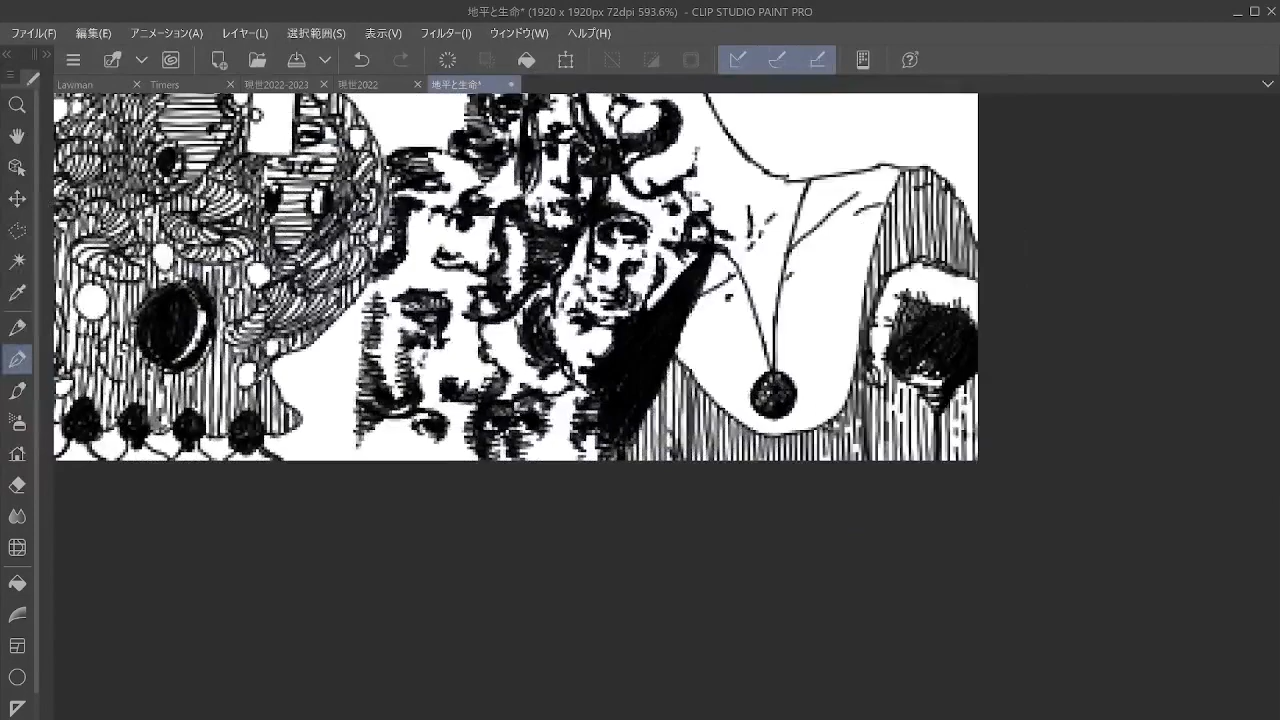 地平と生命* (1920 x 1920px 72dpi 593.6%) - CLIP STUDIO PAINT PRO
ファイル(F) 編集(E) アニメーション(A) レイヤー(L) 選択範囲(S) 表示(V) フィルター(I) ウィンドウ(W) ヘルプ(H)
Layman Timers 現世2022-2023 現世2022 地平と生命*